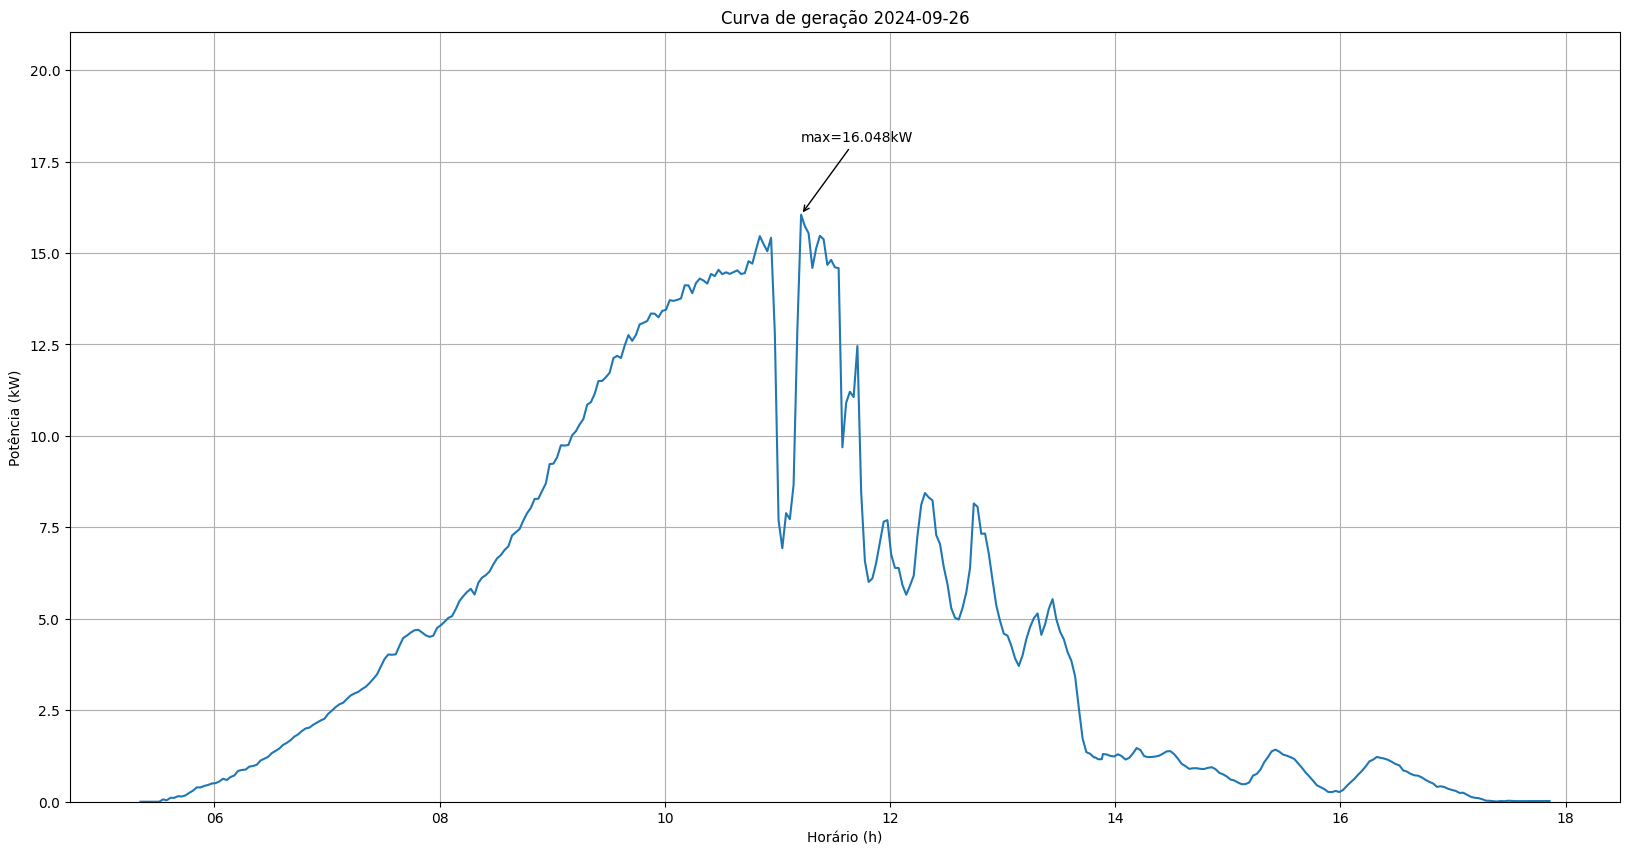 Curva de geração 2024-09-26
20.0
17.5
15.0
12.5
10.0
7.5
5.0
2.5
0.0
Potência (kW)
max=16.048kW
06 08 10 12 14 16 18
Horário (h)